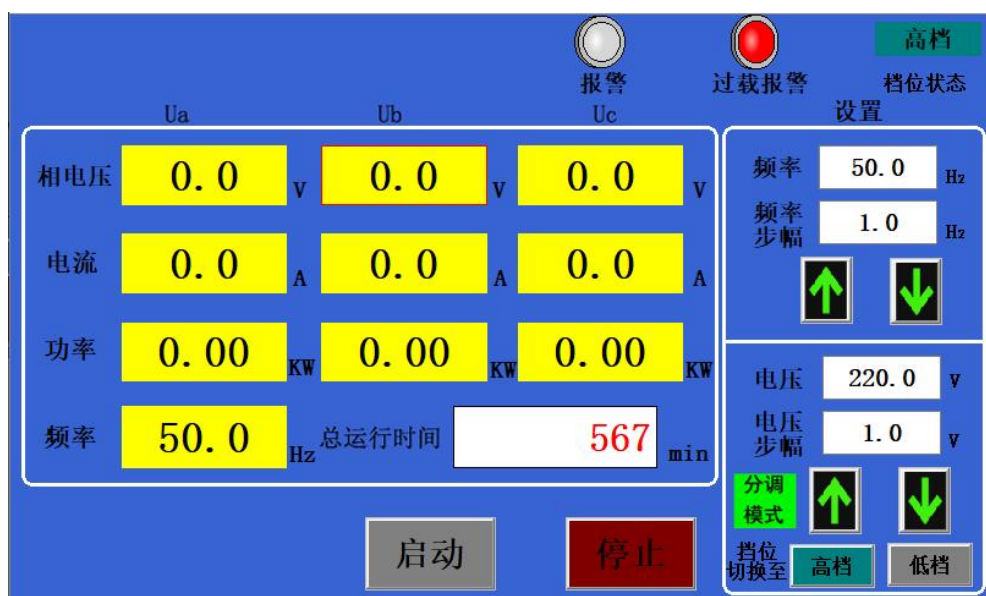 高档
报警
过载报警
档位状态
Ua
Ub
Uc
设置
相电压
0.0
V
0.0
V
0.0
V
电流
0.0
A
0.0
A
0.0
A
功率
0.00
KW
0.00
KW
0.00
KW
频率
50.0
Hz
总运行时间
567
min
启动
停止
频率
50.0
Hz
频率
步幅
1.0
Hz
电压
220.0
V
电压
步幅
1.0
V
分调
模式
挡位
切换至
高档
低档